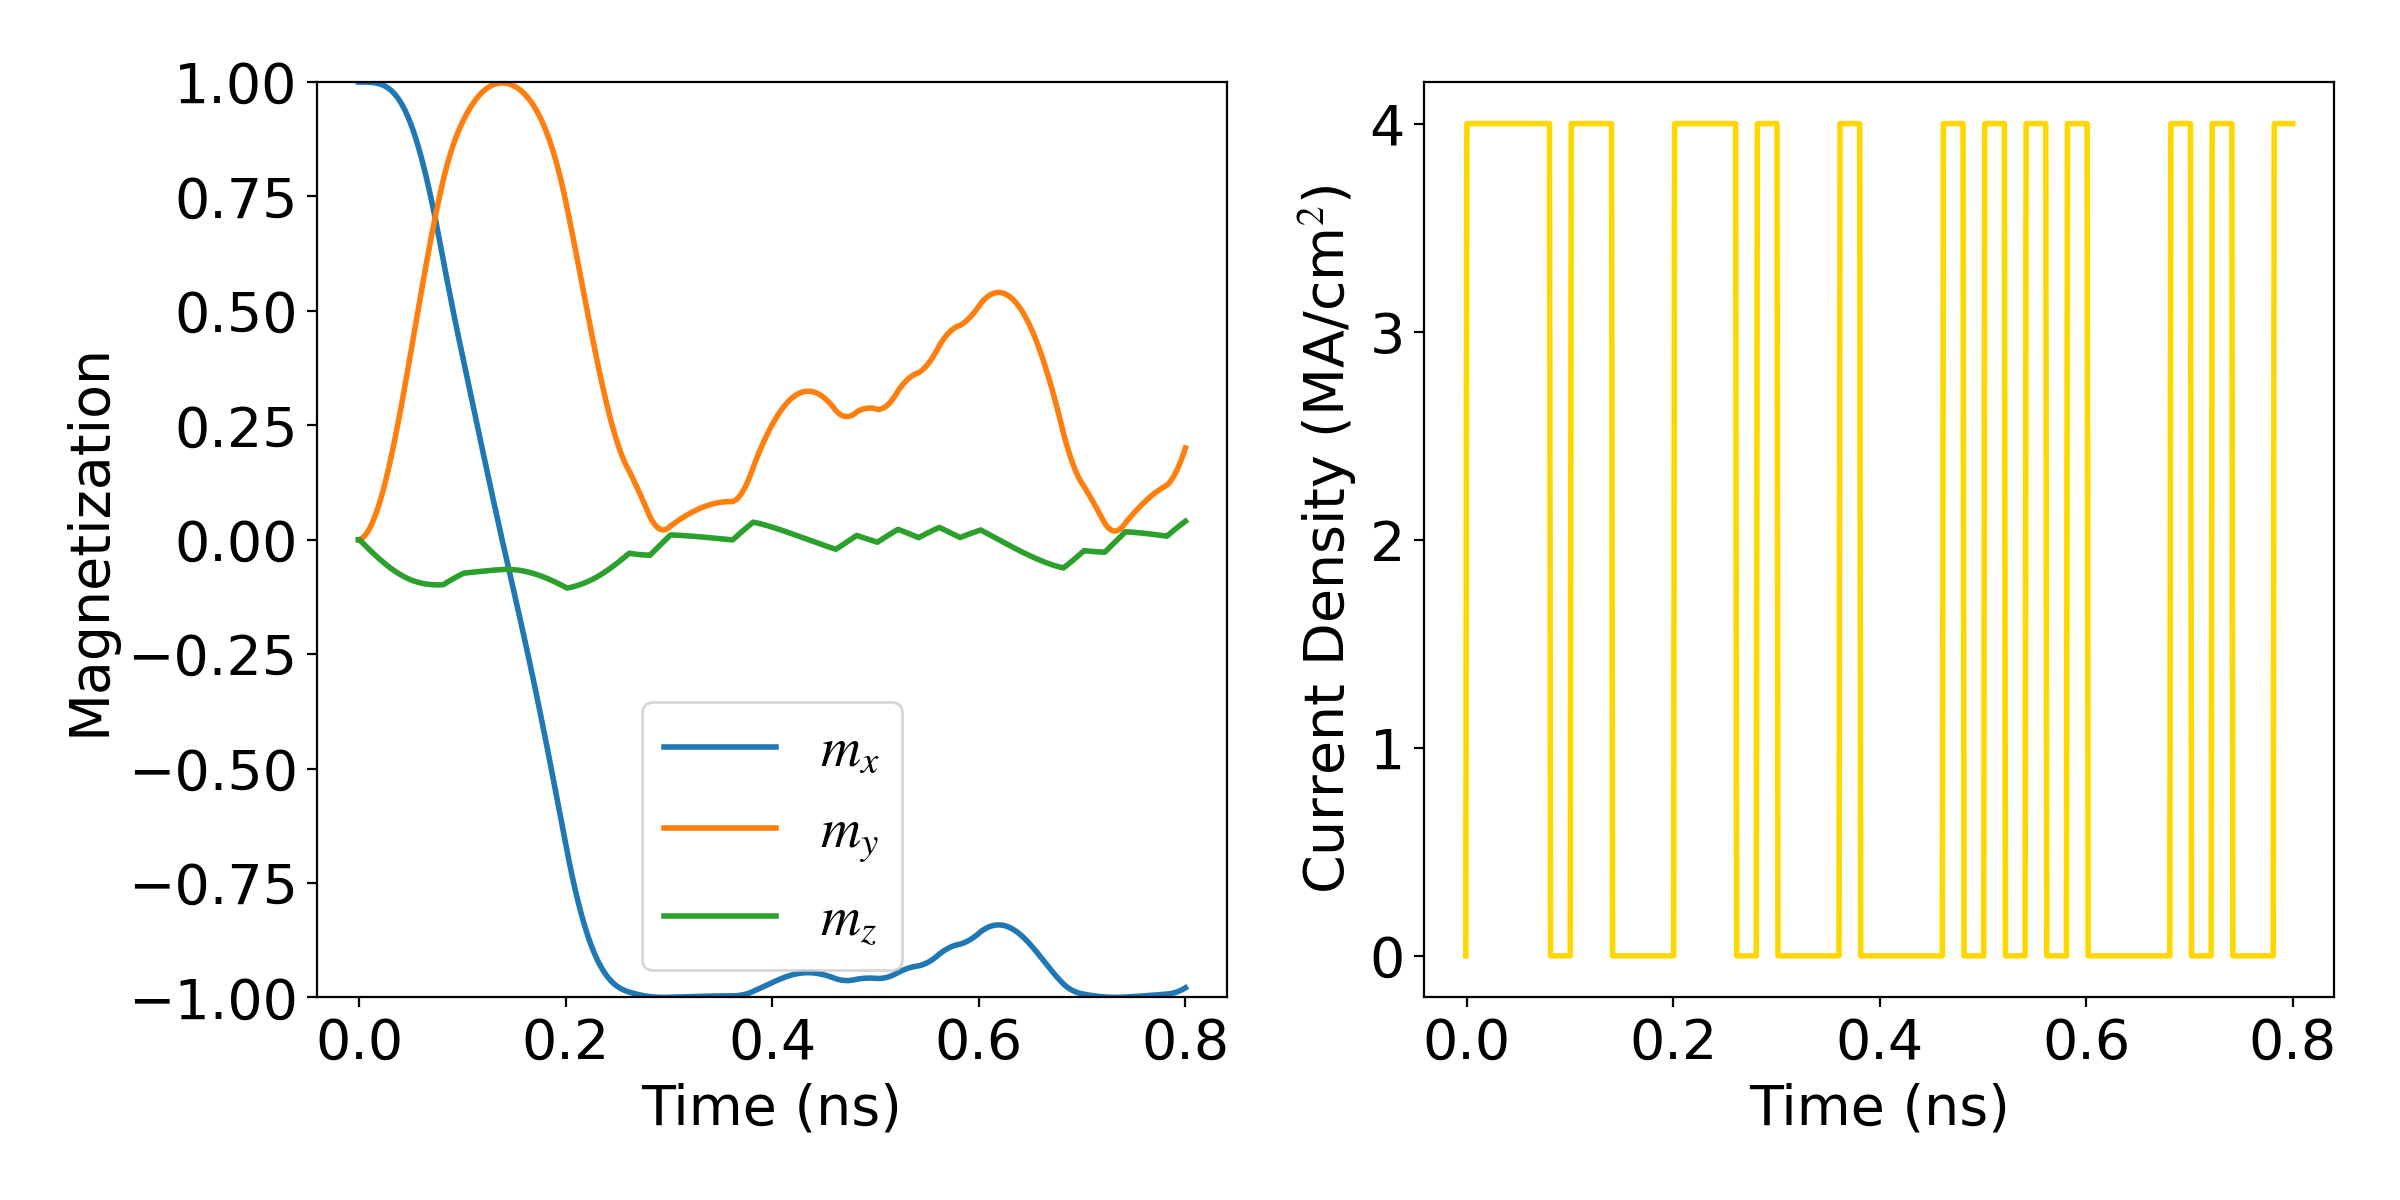 Magnetization
1.00
0.75
0.50
0.25
0.00
−0.25
−0.50
−0.75
−1.00
0.0 0.2 0.4 0.6 0.8
Time (ns)
mₓ
m_y
m_z
Current Density (MA/cm²)
4
3
2
1
0
0.0 0.2 0.4 0.6 0.8
Time (ns)